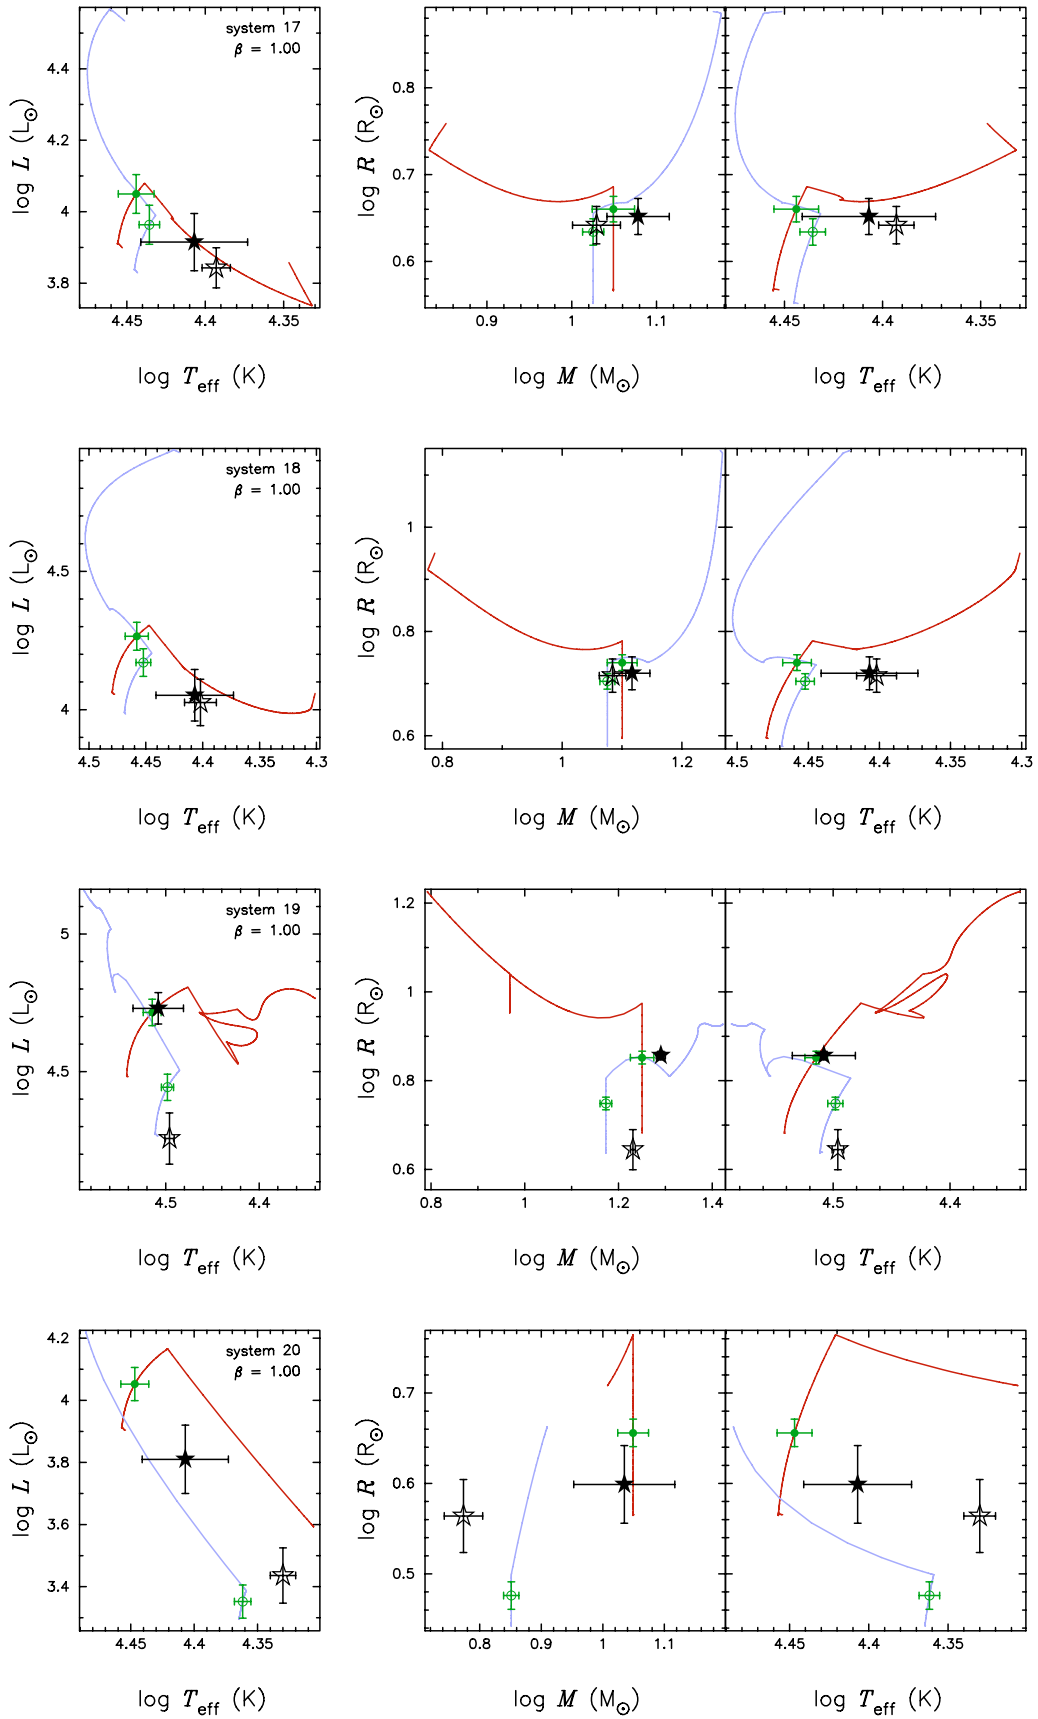 system 17
β = 1.00
4.4
4.2
4
3.8
log L (L⊙)
4.45 4.4 4.35
log T_eff (K)
0.8
0.7
0.6
log R (R⊙)
0.9 1 1.1
log M (M⊙)
4.45 4.4 4.35
log T_eff (K)
system 18
β = 1.00
4.5
4
log L (L⊙)
4.5 4.45 4.4 4.35 4.3
log T_eff (K)
1
0.8
0.6
log R (R⊙)
0.8 1 1.2
log M (M⊙)
4.5 4.45 4.4 4.35 4.3
log T_eff (K)
system 19
β = 1.00
5
4.5
log L (L⊙)
4.5 4.4
log T_eff (K)
1.2
1
0.8
0.6
log R (R⊙)
0.8 1 1.2 1.4
log M (M⊙)
4.5 4.4
log T_eff (K)
system 20
β = 1.00
4.2
4
3.8
3.6
3.4
log L (L⊙)
4.45 4.4 4.35
log T_eff (K)
0.7
0.6
0.5
log R (R⊙)
0.8 0.9 1 1.1
log M (M⊙)
4.45 4.4 4.35
log T_eff (K)